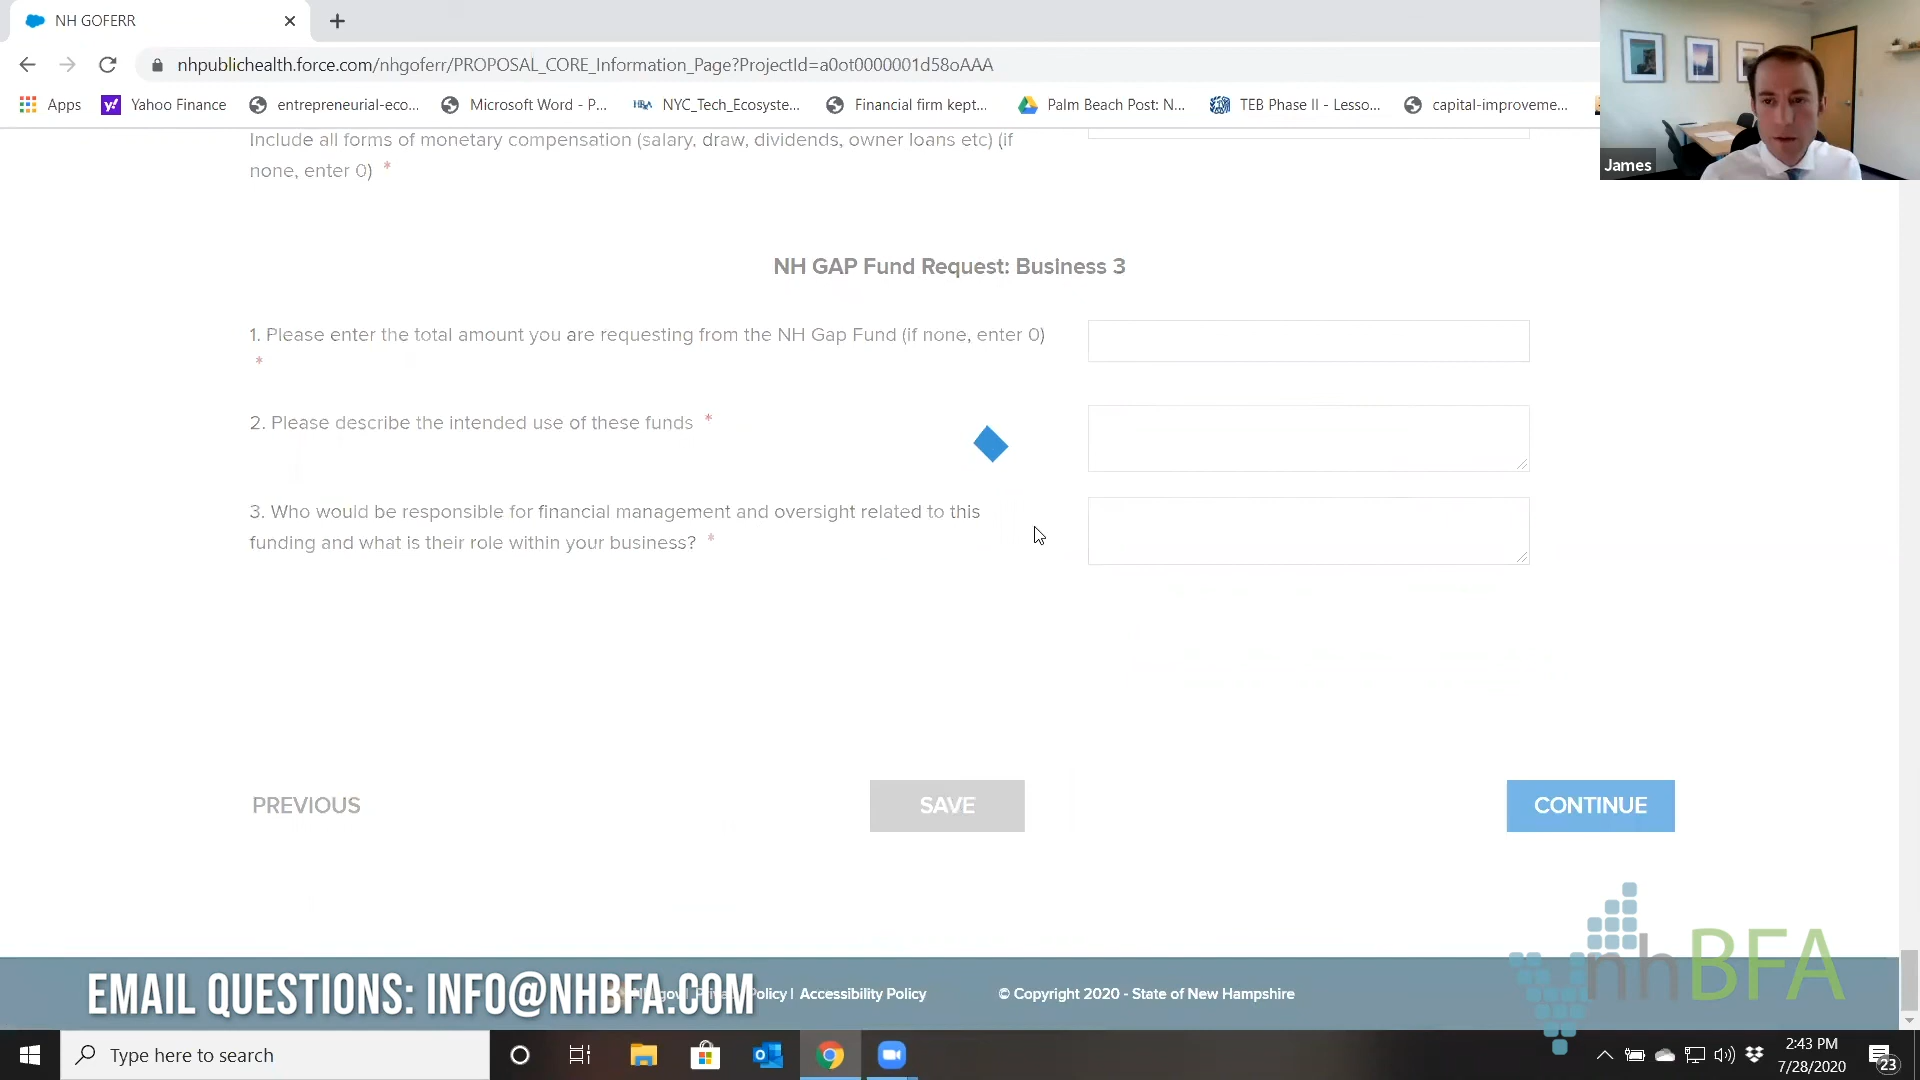 NH GOFERR
nhpublichealth.force.com/nhgoferr/PROPOSAL_CORE_Information_Page?ProjectId=a0ot0000001d58oAAA
Apps Yahoo Finance entrepreneurial-eco... Microsoft Word - P... NYC_Tech_Ecosyste... Financial firm kept... Palm Beach Post: N... TEB Phase II - Lesso... capital-improveme...
James
Include all forms of monetary compensation (salary, draw, dividends, owner loans etc) (if
none, enter 0) *
NH GAP Fund Request: Business 3
1. Please enter the total amount you are requesting from the NH Gap Fund (if none, enter 0)
*
2. Please describe the intended use of these funds *
3. Who would be responsible for financial management and oversight related to this
funding and what is their role within your business? *
PREVIOUS SAVE CONTINUE
nhBFA
EMAIL QUESTIONS: INFO@NHBFA.COM
Policy | Accessibility Policy © Copyright 2020 - State of New Hampshire
Type here to search
2:43 PM
7/28/2020
23